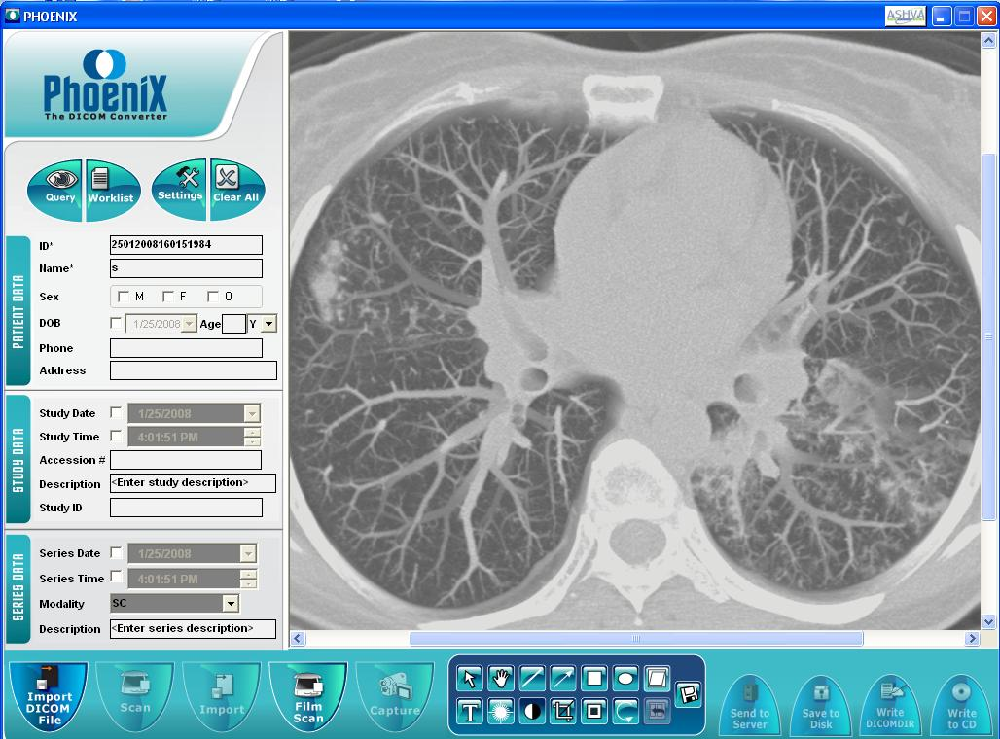 PHOENIX
ASHVA
PhoeniX
The DICOM Converter
Query
Worklist
Settings
Clear All
PATIENT DATA
ID* 25012008160151984
Name* s
Sex M F O
DOB 1/25/2008 Age Y
Phone
Address
STUDY DATA
Study Date 1/25/2008
Study Time 4:01:51 PM
Accession #
Description <Enter study description>
Study ID
SERIES DATA
Series Date 1/25/2008
Series Time 4:01:51 PM
Modality SC
Description <Enter series description>
Import
DICOM
File
Scan
Import
Film
Scan
Capture
T
Send to
Server
Save to
Disk
Write
DICOMDIR
Write
to CD